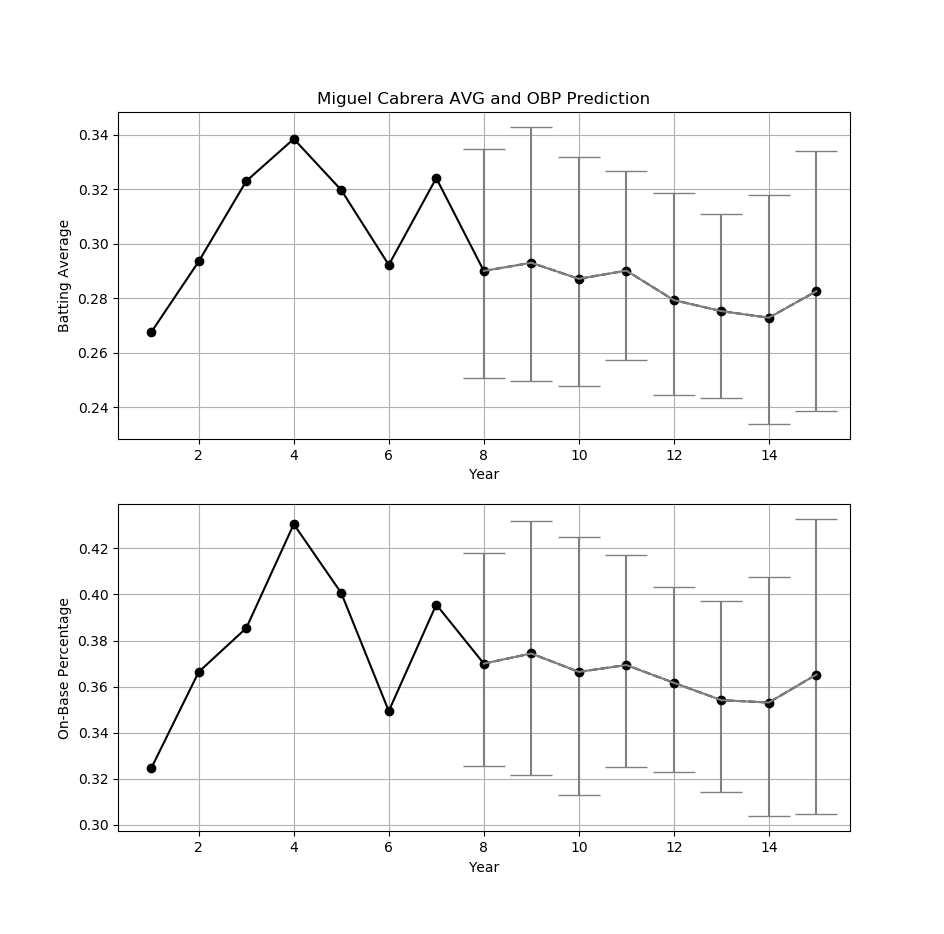 Miguel Cabrera AVG and OBP Prediction
Batting Average
0.34
0.32
0.30
0.28
0.26
0.24
2 4 6 8 10 12 14
Year
On-Base Percentage
0.42
0.40
0.38
0.36
0.34
0.32
0.30
2 4 6 8 10 12 14
Year